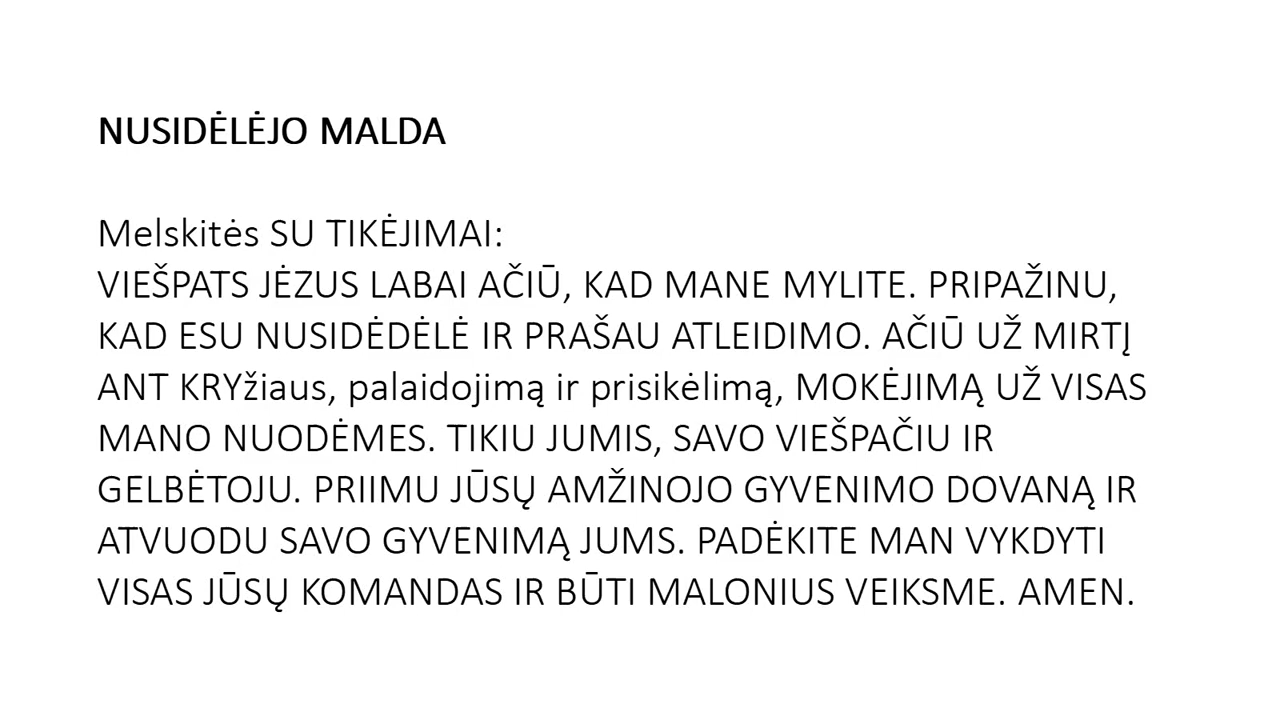 NUSIDĖLĖJO MALDA
Melskitės SU TIKĖJIMAI:
VIEŠPATS JĖZUS LABAI AČIŪ, KAD MANE MYLITE. PRIPAŽINU,
KAD ESU NUSIDĖDĖLĖ IR PRAŠAU ATLEIDIMO. AČIŪ UŽ MIRTĮ
ANT KRYžiaus, palaidojimą ir prisikėlimą, MOKĖJIMĄ UŽ VISAS
MANO NUODĖMES. TIKIU JUMIS, SAVO VIEŠPAČIU IR
GELBĖTOJU. PRIIMU JŪSŲ AMŽINOJO GYVENIMO DOVANĄ IR
ATVUODU SAVO GYVENIMĄ JUMS. PADĖKITE MAN VYKDYTI
VISAS JŪSŲ KOMANDAS IR BŪTI MALONIUS VEIKSME. AMEN.